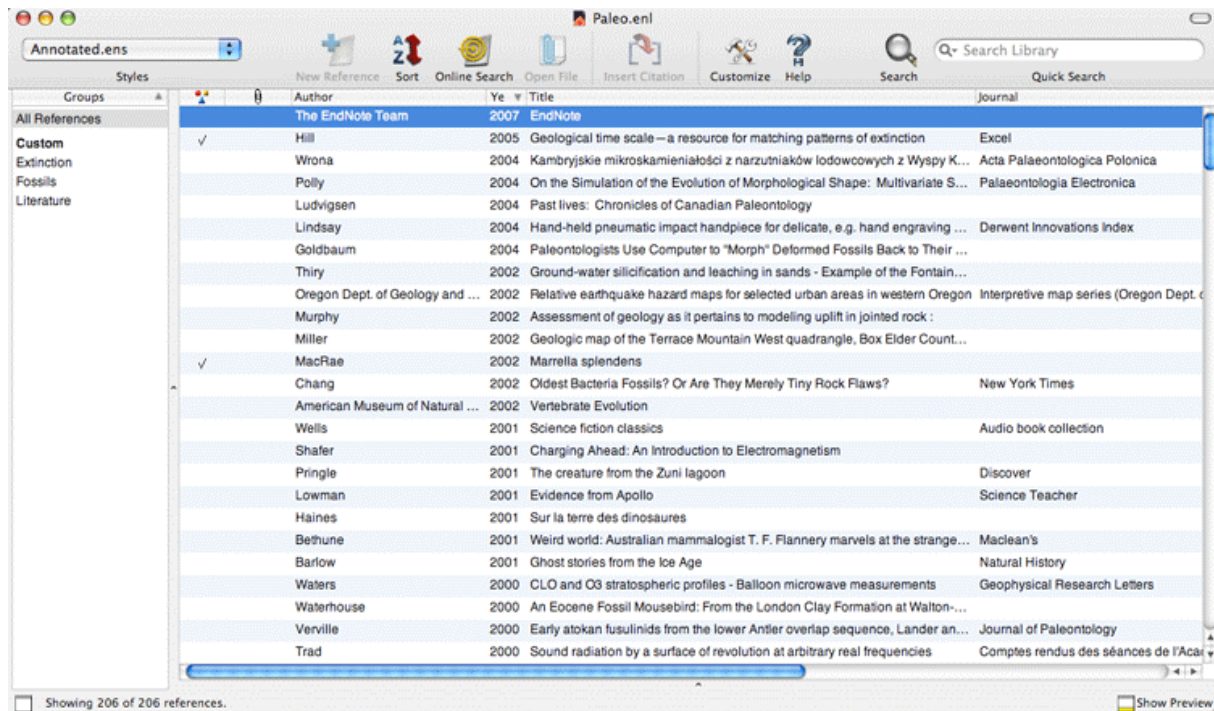 Paleo.enl
Annotated.ens
Search Library
Styles New Reference Sort Online Search Open File Insert Citation Customize Help Search Quick Search
Groups
All References
Custom
Extinction
Fossils
Literature
Author Ye Title Journal
The EndNote Team 2007 EndNote
Hill 2005 Geological time scale—a resource for matching patterns of extinction Excel
Wrona 2004 Kambryjskie mikroskamieniałości z narzutniaków lodowcowych z Wyspy K... Acta Palaeontologica Polonica
Polly 2004 On the Simulation of the Evolution of Morphological Shape: Multivariate S... Palaeontologia Electronica
Ludvigsen 2004 Past lives: Chronicles of Canadian Paleontology
Lindsay 2004 Hand-held pneumatic impact handpiece for delicate, e.g. hand engraving ... Derwent Innovations Index
Goldbaum 2004 Paleontologists Use Computer to "Morph" Deformed Fossils Back to Their ...
Thiry 2002 Ground-water silicification and leaching in sands - Example of the Fontain...
Oregon Dept. of Geology and ... 2002 Relative earthquake hazard maps for selected urban areas in western Oregon Interpretive map series (Oregon Dept.
Murphy 2002 Assessment of geology as it pertains to modeling uplift in jointed rock :
Miller 2002 Geologic map of the Terrace Mountain West quadrangle, Box Elder Count...
MacRae 2002 Marrella splendens
Chang 2002 Oldest Bacteria Fossils? Or Are They Merely Tiny Rock Flaws? New York Times
American Museum of Natural ... 2002 Vertebrate Evolution
Wells 2001 Science fiction classics Audio book collection
Shafer 2001 Charging Ahead: An Introduction to Electromagnetism
Pringle 2001 The creature from the Zuni lagoon Discover
Lowman 2001 Evidence from Apollo Science Teacher
Haines 2001 Sur la terre des dinosaures
Bethune 2001 Weird world: Australian mammalogist T. F. Flannery marvels at the strange... Maclean's
Barlow 2001 Ghost stories from the Ice Age Natural History
Waters 2000 CLO and O3 stratospheric profiles - Balloon microwave measurements Geophysical Research Letters
Waterhouse 2000 An Eocene Fossil Mousebird: From the London Clay Formation at Walton-...
Verville 2000 Early atokan fusulinids from the lower Antler overlap sequence, Lander an... Journal of Paleontology
Trad 2000 Sound radiation by a surface of revolution at arbitrary real frequencies Comptes rendus des séances de l'Aca
Showing 206 of 206 references. Show Preview